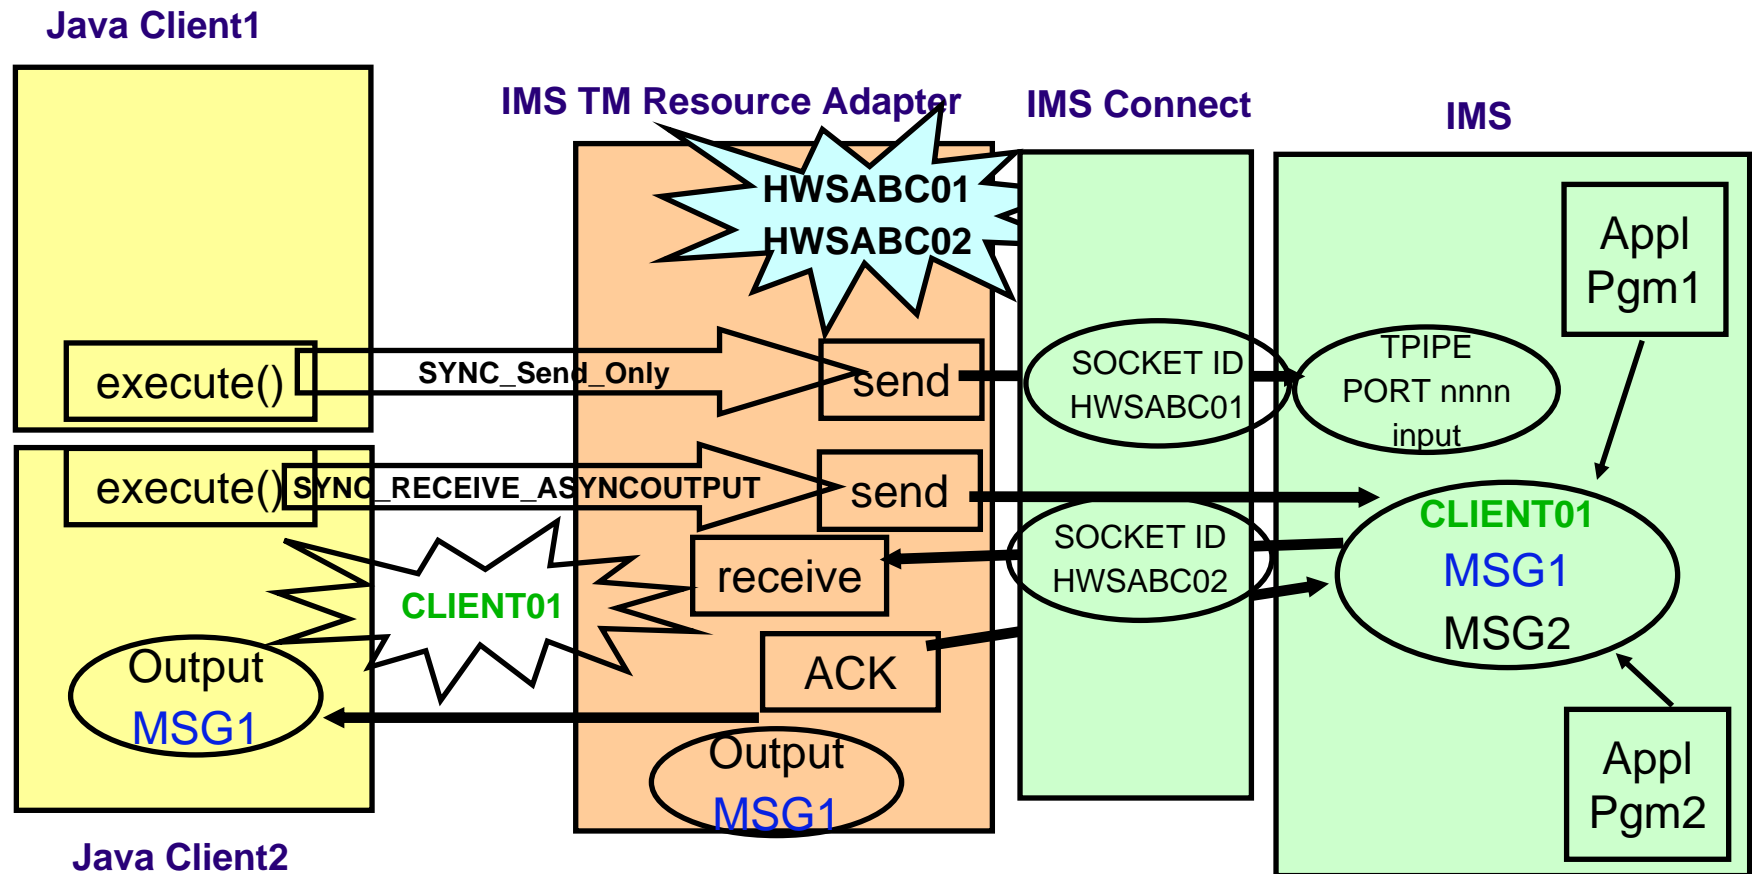 Java Client1
IMS TM Resource Adapter
IMS Connect
IMS
HWSABC01
HWSABC02
Appl
Pgm1
execute()
SYNC_Send_Only
send
SOCKET ID
HWSABC01
TPIPE
PORT nnnn
input
execute()
SYNC_RECEIVE_ASYNCOUTPUT
send
CLIENT01
MSG1
MSG2
SOCKET ID
HWSABC02
receive
CLIENT01
ACK
Output
MSG1
Output
MSG1
Appl
Pgm2
Java Client2